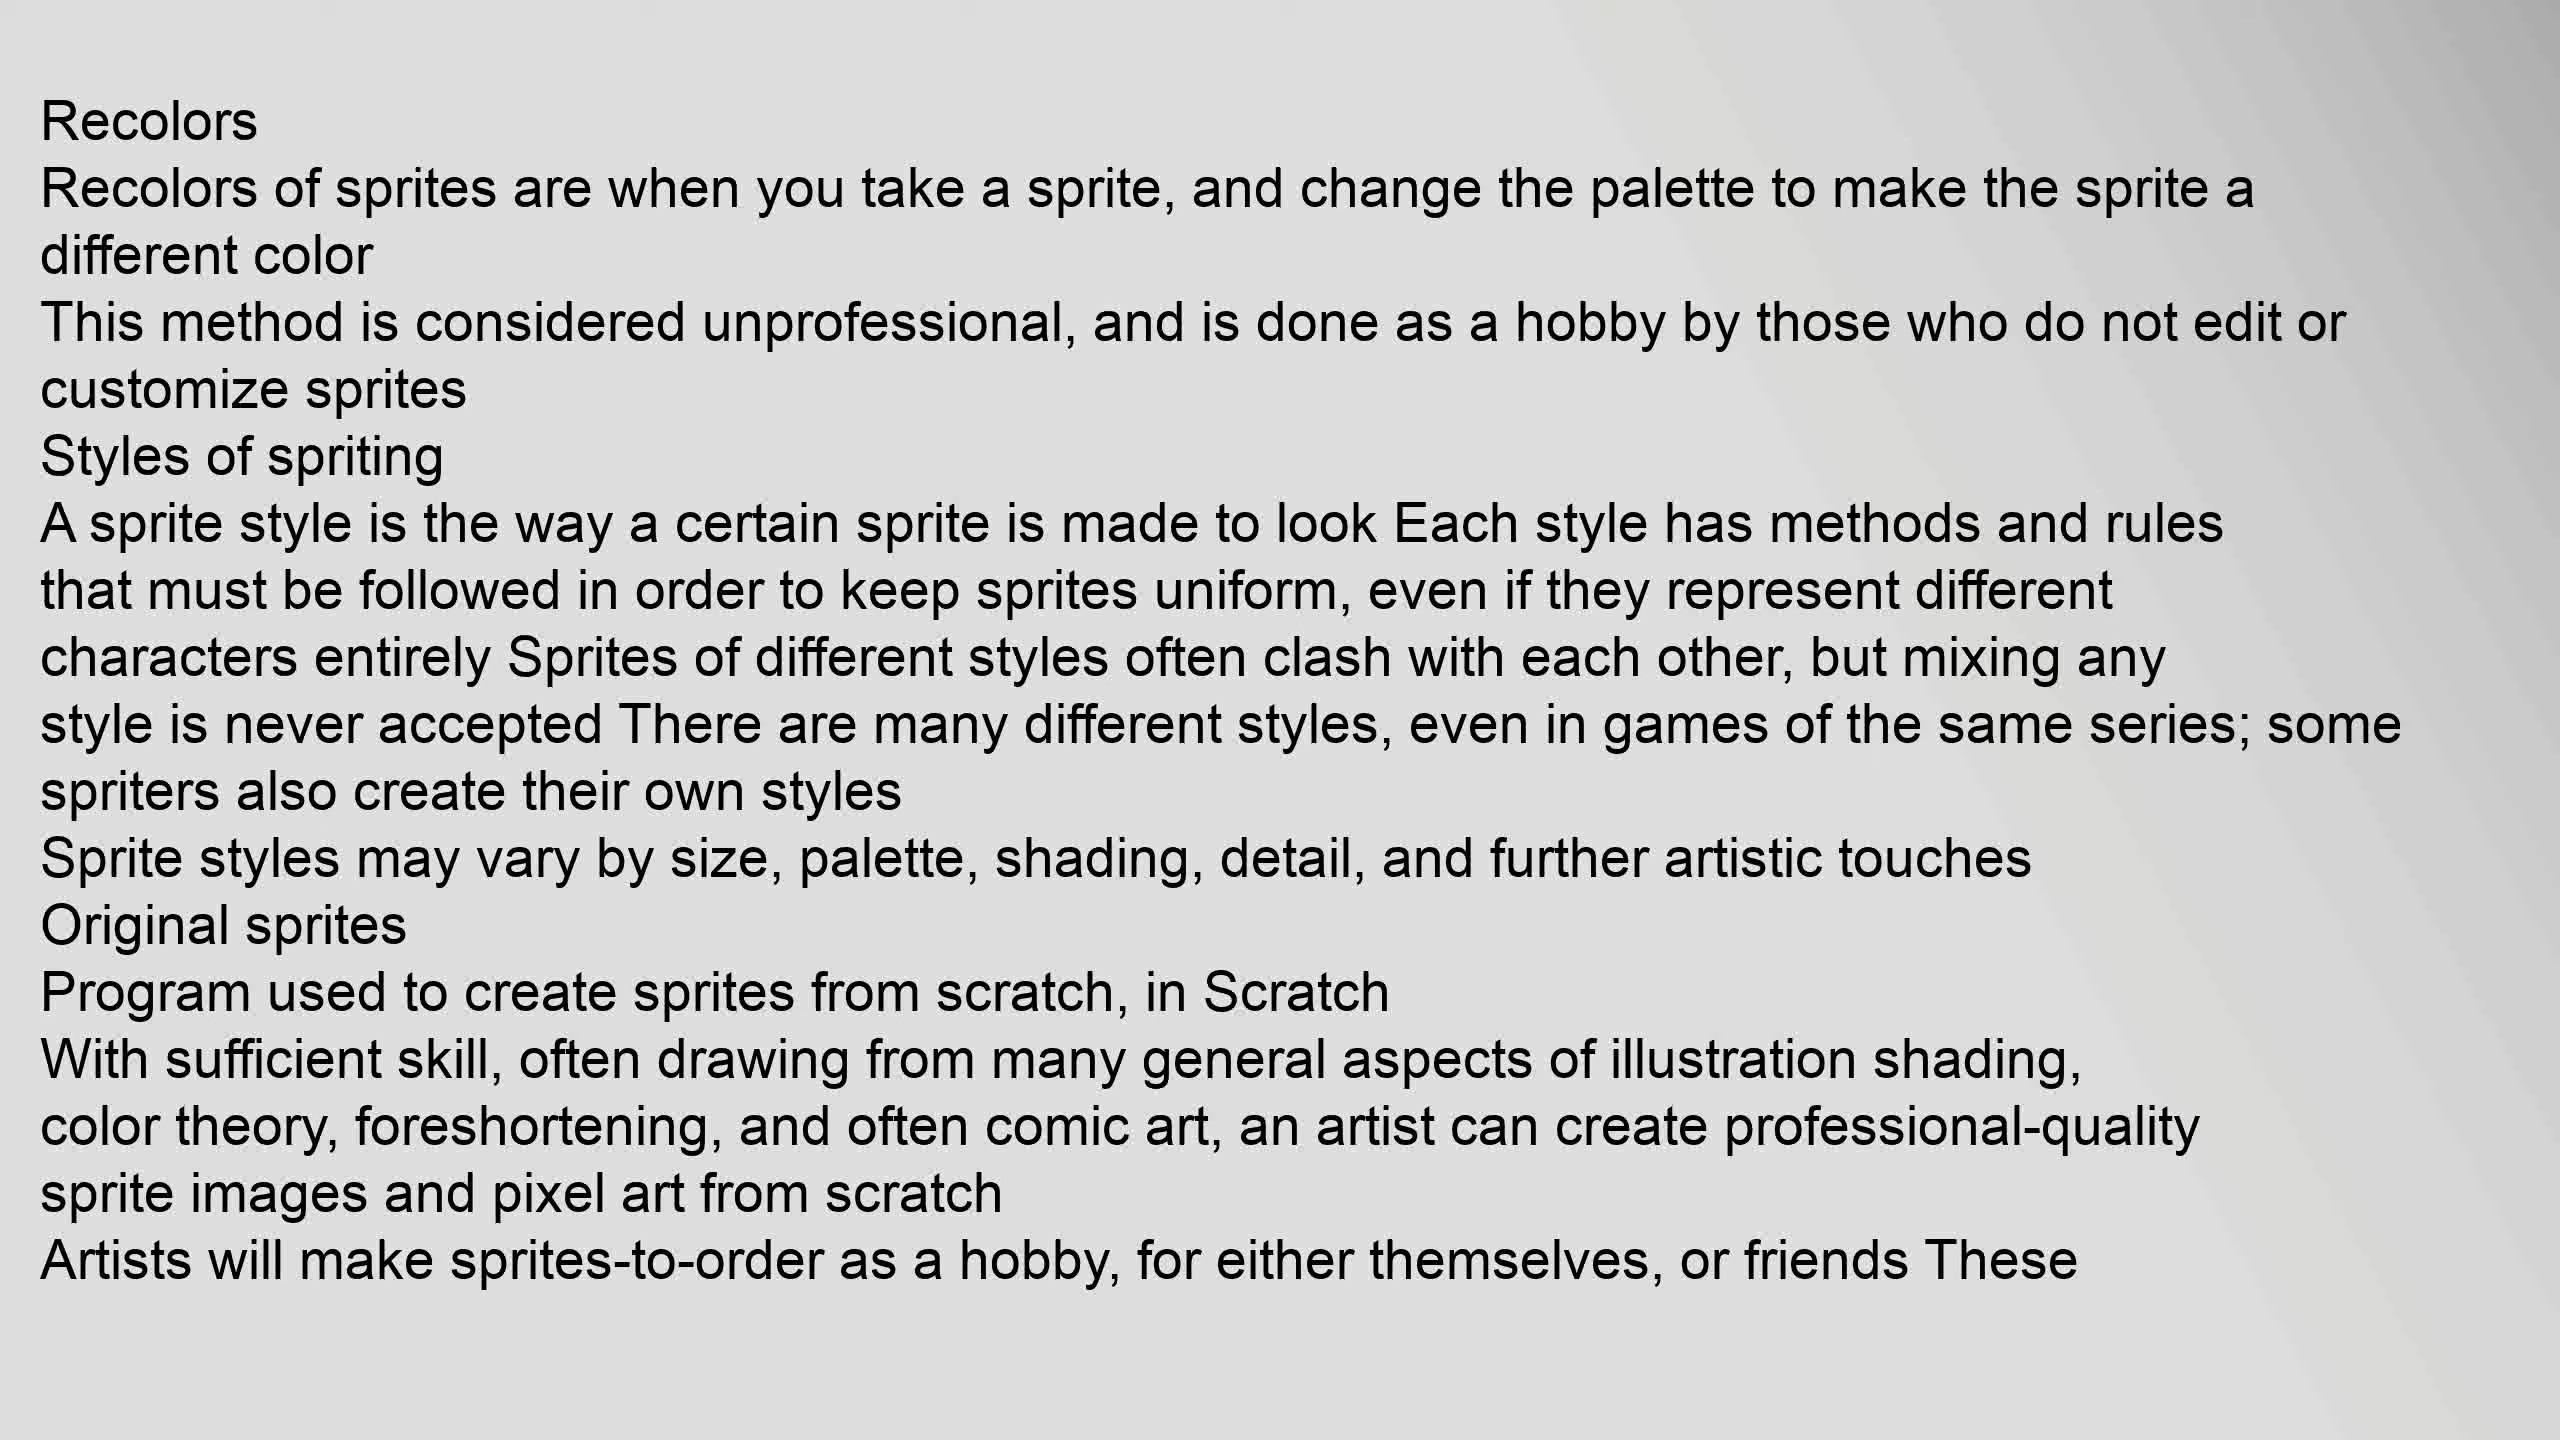 Recolors
Recolors of sprites are when you take a sprite, and change the palette to make the sprite a
different color
This method is considered unprofessional, and is done as a hobby by those who do not edit or
customize sprites
Styles of spriting
A sprite style is the way a certain sprite is made to look Each style has methods and rules
that must be followed in order to keep sprites uniform, even if they represent different
characters entirely Sprites of different styles often clash with each other, but mixing any
style is never accepted There are many different styles, even in games of the same series; some
spriters also create their own styles
Sprite styles may vary by size, palette, shading, detail, and further artistic touches
Original sprites
Program used to create sprites from scratch, in Scratch
With sufficient skill, often drawing from many general aspects of illustration shading,
color theory, foreshortening, and often comic art, an artist can create professional-quality
sprite images and pixel art from scratch
Artists will make sprites-to-order as a hobby, for either themselves, or friends These